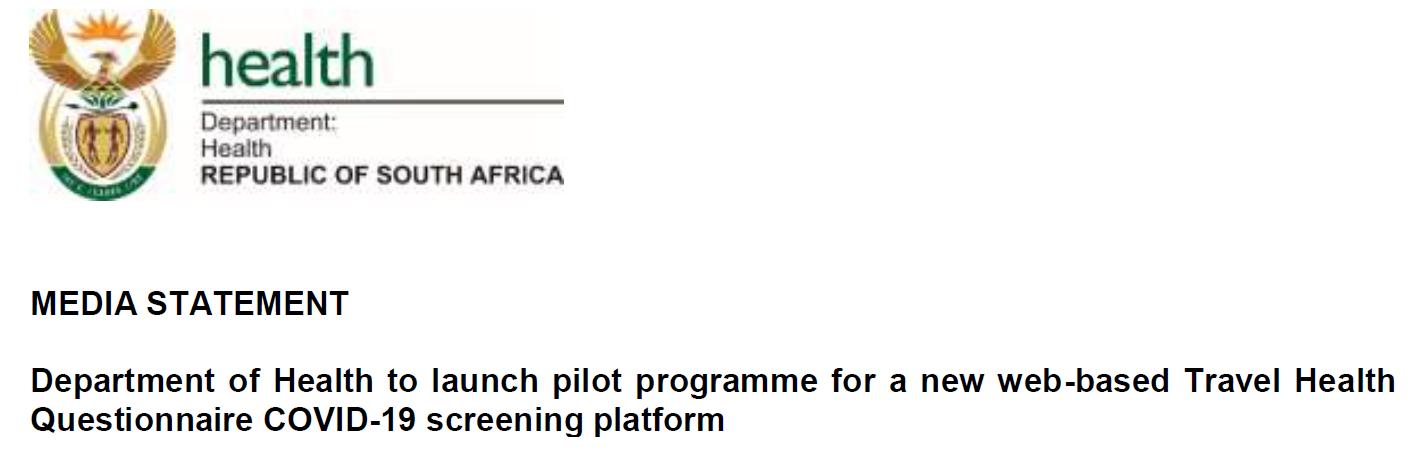 health
Department:
Health
REPUBLIC OF SOUTH AFRICA
MEDIA STATEMENT
Department of Health to launch pilot programme for a new web-based Travel Health
Questionnaire COVID-19 screening platform